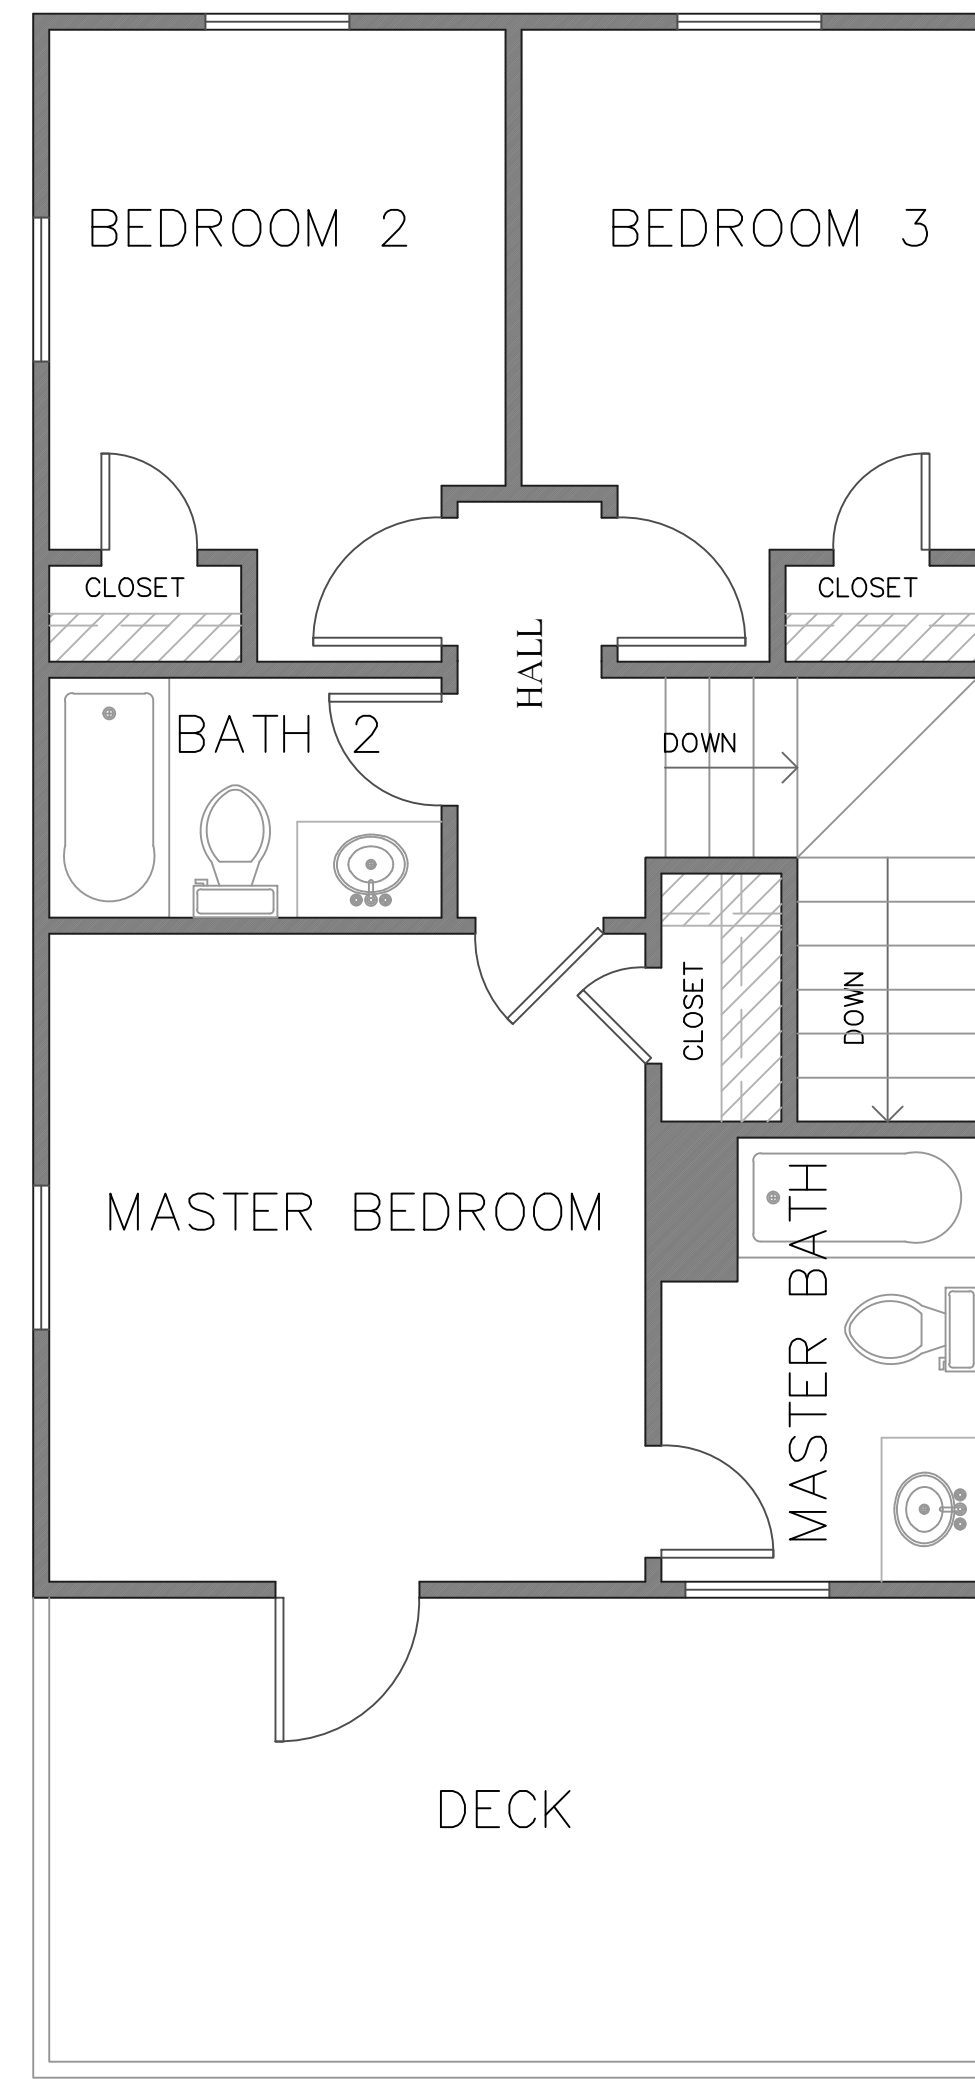 BEDROOM 2
BEDROOM 3
CLOSET
CLOSET
HALL
BATH 2
DOWN
CLOSET
DOWN
MASTER BEDROOM
MASTER BATH
DECK